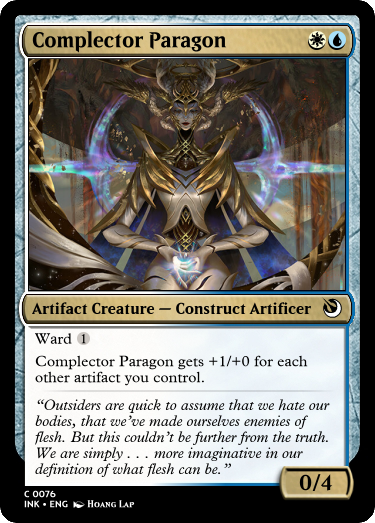 Complector Paragon
Artifact Creature — Construct Artificer
Ward 1
Complector Paragon gets +1/+0 for each
other artifact you control.
“Outsiders are quick to assume that we hate our
bodies, that we’ve made ourselves enemies of
flesh. But this couldn’t be further from the truth.
We are simply . . . more imaginative in our
definition of what flesh can be.”
0/4
C 0076
INK • ENG Hoang Lap